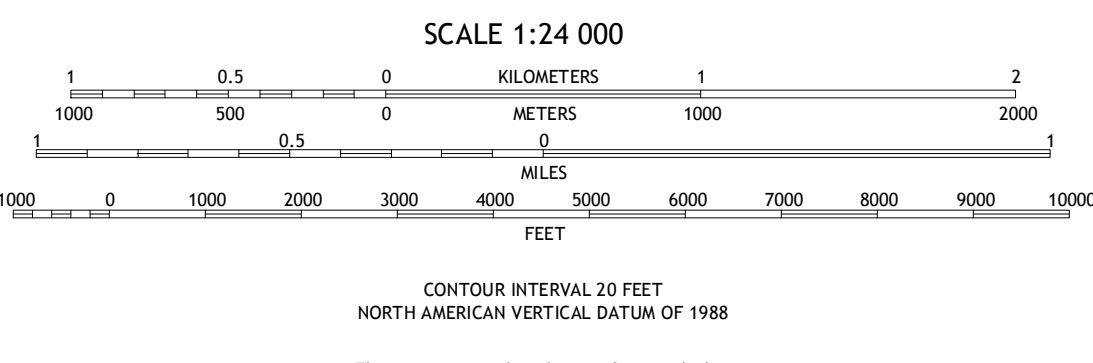 SCALE 1:24 000
1 0.5 0 KILOMETERS 1 2
1000 500 0 METERS 1000 2000
1 0.5 0 1
MILES
1000 0 1000 2000 3000 4000 5000 6000 7000 8000 9000 10000
FEET
CONTOUR INTERVAL 20 FEET
NORTH AMERICAN VERTICAL DATUM OF 1988